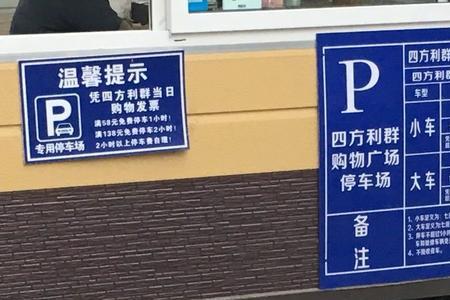 温馨提示
凭四方利群当日
购物发票
满58元免费停车1小时!
满138元免费停车2小时!
2小时以上停车费自理!
P
专用停车场
P
四方利群
购物广场
停车场
备注
四方利群
四方利群
车型
小车
大车
1、小车定义为：七
2、大车定义为七座